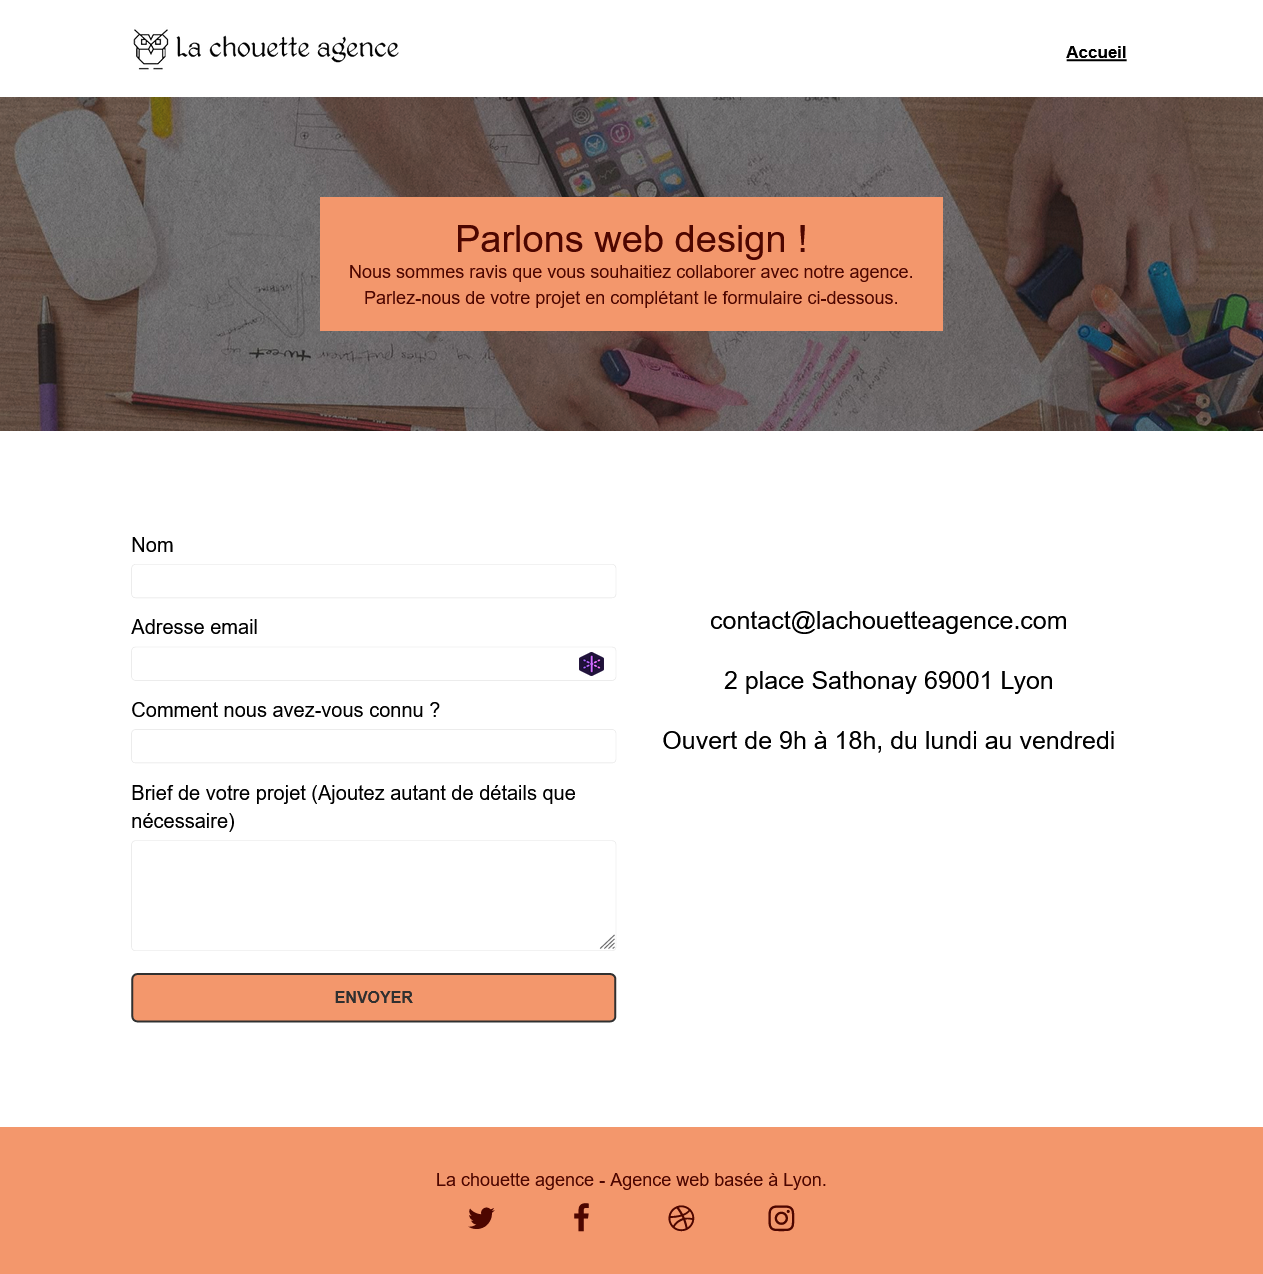 La chouette agence
Accueil
Parlons web design !
Nous sommes ravis que vous souhaitiez collaborer avec notre agence.
Parlez-nous de votre projet en complétant le formulaire ci-dessous.
tweet
Nom
Adresse email
Comment nous avez-vous connu ?
Brief de votre projet (Ajoutez autant de détails que
nécessaire)
ENVOYER
contact@lachouetteagence.com
2 place Sathonay 69001 Lyon
Ouvert de 9h à 18h, du lundi au vendredi
La chouette agence - Agence web basée à Lyon.